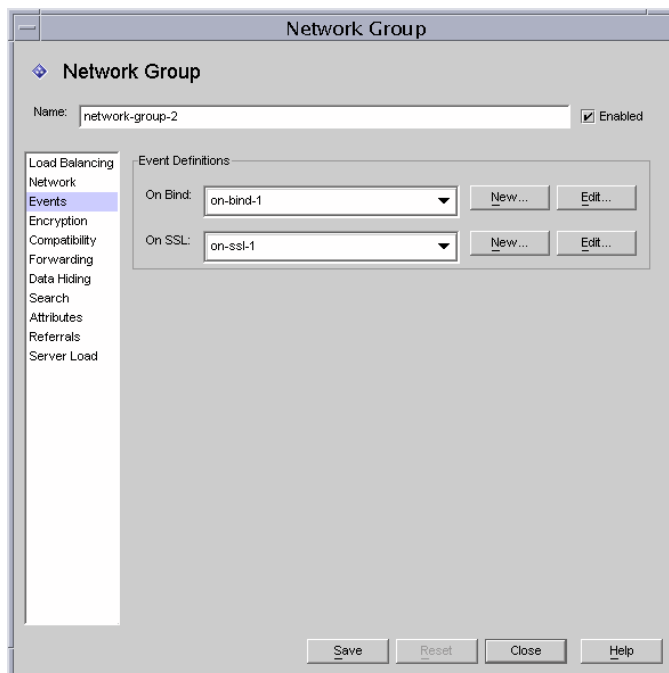 Network Group
Network Group
Name: network-group-2 Enabled
Load Balancing
Network
Events
Encryption
Compatibility
Forwarding
Data Hiding
Search
Attributes
Referrals
Server Load
Event Definitions
On Bind: on-bind-1 New... Edit...
On SSL: on-ssl-1 New... Edit...
Save Reset Close Help